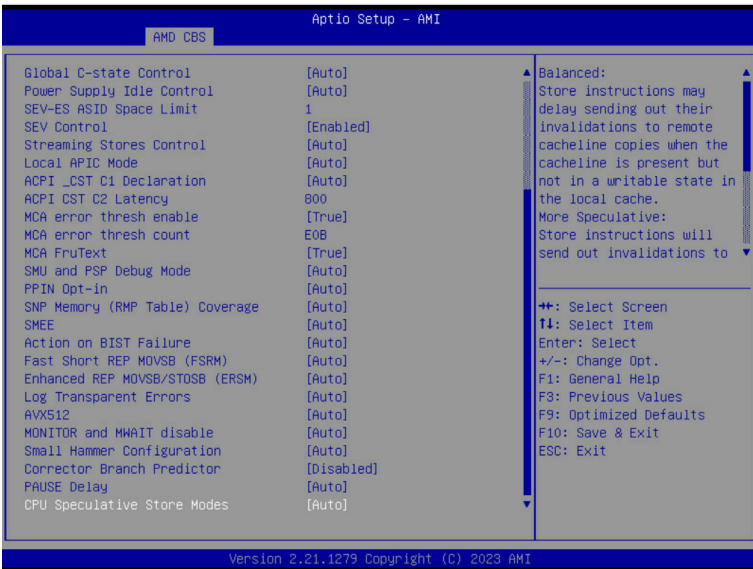 Aptio Setup – AMI
AMD CBS
Global C-state Control [Auto]
Power Supply Idle Control [Auto]
SEV-ES ASID Space Limit 1
SEV Control [Enabled]
Streaming Stores Control [Auto]
Local APIC Mode [Auto]
ACPI _CST C1 Declaration [Auto]
ACPI CST C2 Latency 800
MCA error thresh enable [True]
MCA error thresh count E0B
MCA FruText [True]
SMU and PSP Debug Mode [Auto]
PPIN Opt-in [Auto]
SNP Memory (RMP Table) Coverage [Auto]
SMEE [Auto]
Action on BIST Failure [Auto]
Fast Short REP MOVSB (FSRM) [Auto]
Enhanced REP MOVSB/STOSB (ERSM) [Auto]
Log Transparent Errors [Auto]
AVX512 [Auto]
MONITOR and MWAIT disable [Auto]
Small Hammer Configuration [Auto]
Corrector Branch Predictor [Disabled]
PAUSE Delay [Auto]
CPU Speculative Store Modes [Auto]
Balanced:
Store instructions may
delay sending out their
invalidations to remote
cacheline copies when the
cacheline is present but
not in a writable state in
the local cache.
More Speculative:
Store instructions will
send out invalidations to
→←: Select Screen
↑↓: Select Item
Enter: Select
+/-: Change Opt.
F1: General Help
F3: Previous Values
F9: Optimized Defaults
F10: Save & Exit
ESC: Exit
Version 2.21.1279 Copyright (C) 2023 AMI